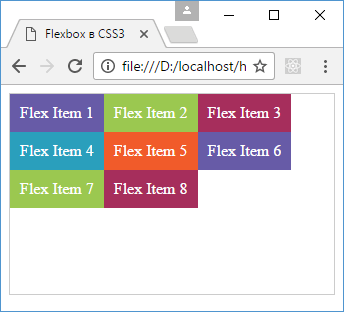 Flexbox в CSS3
file:///D:/localhost/h
Flex Item 1 Flex Item 2 Flex Item 3
Flex Item 4 Flex Item 5 Flex Item 6
Flex Item 7 Flex Item 8